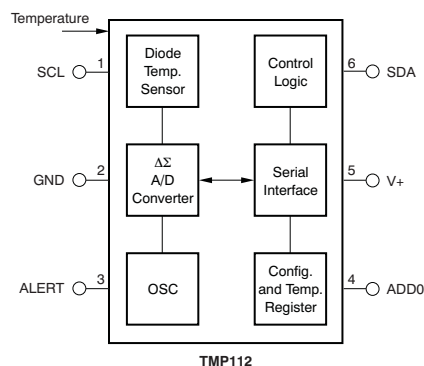 Temperature
SCL
1
Diode
Temp.
Sensor
Control
Logic
6
SDA
GND
2
ΔΣ
A/D
Converter
Serial
Interface
5
V+
ALERT
3
OSC
Config.
and Temp.
Register
4
ADD0
TMP112